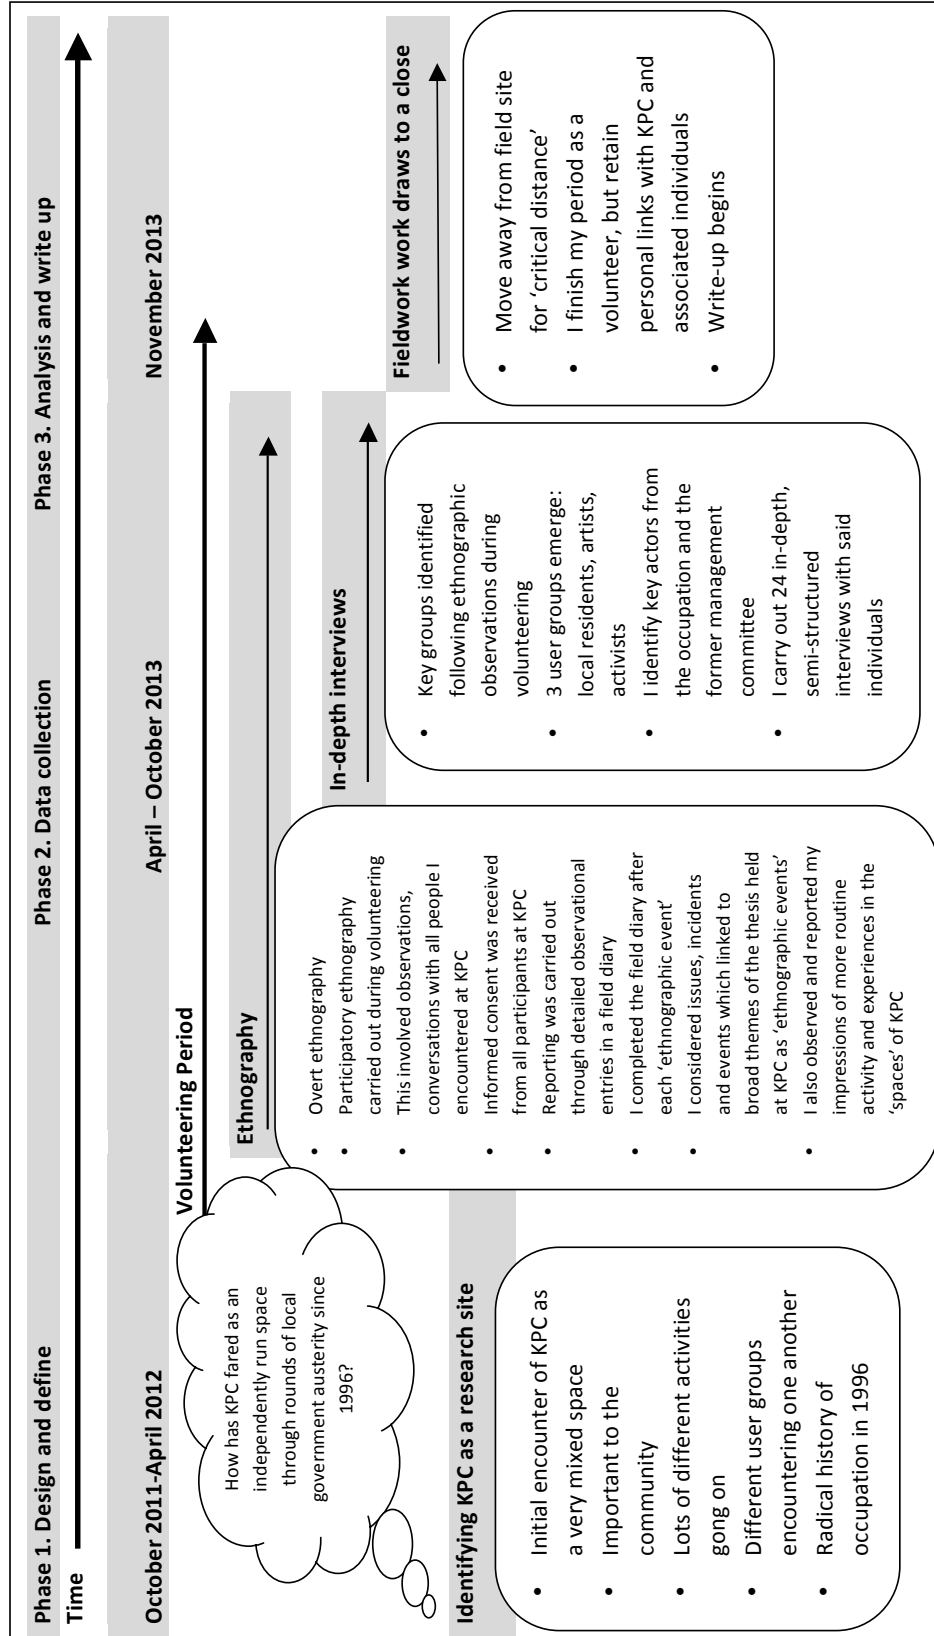 Phase 1. Design and define
Phase 2. Data collection
Phase 3. Analysis and write up
Time
October 2011-April 2012
April – October 2013
November 2013
Volunteering Period
How has KPC fared as an
independently run space
through rounds of local
government austerity since
1996?
Ethnography
In-depth interviews
Fieldwork work draws to a close
Identifying KPC as a research site
• Initial encounter of KPC as
a very mixed space
• Important to the
community
• Lots of different activities
gong on
• Different user groups
encountering one another
• Radical history of
occupation in 1996
• Overt ethnography
• Participatory ethnography
carried out during volunteering
• This involved observations,
conversations with all people I
encountered at KPC
• Informed consent was received
from all participants at KPC
• Reporting was carried out
through detailed observational
entries in a field diary
• I completed the field diary after
each ‘ethnographic event’
• I considered issues, incidents
and events which linked to
broad themes of the thesis held
at KPC as ‘ethnographic events’
• I also observed and reported my
impressions of more routine
activity and experiences in the
‘spaces’ of KPC
• Key groups identified
following ethnographic
observations during
volunteering
• 3 user groups emerge:
local residents, artists,
activists
• I identify key actors from
the occupation and the
former management
committee
• I carry out 24 in-depth,
semi-structured
interviews with said
individuals
• Move away from field site
for ‘critical distance’
• I finish my period as a
volunteer, but retain
personal links with KPC and
associated individuals
• Write-up begins